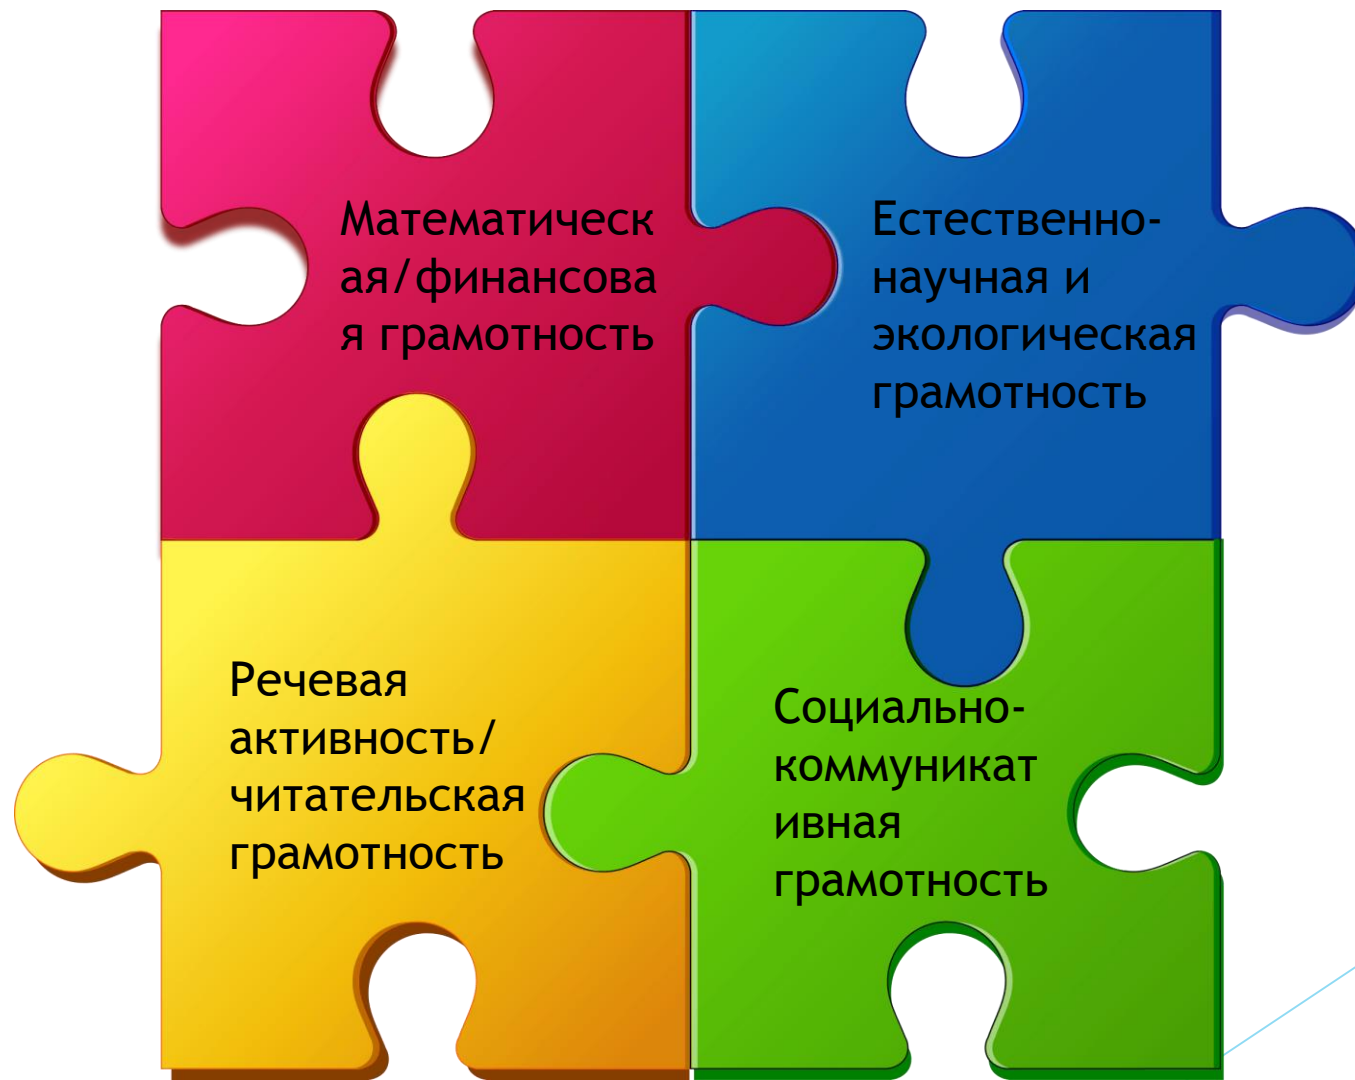 Математическ
ая/финансова
я грамотность
Естественно-
научная и
экологическая
грамотность
Речевая
активность/
читательская
грамотность
Социально-
коммуникат
ивная
грамотность